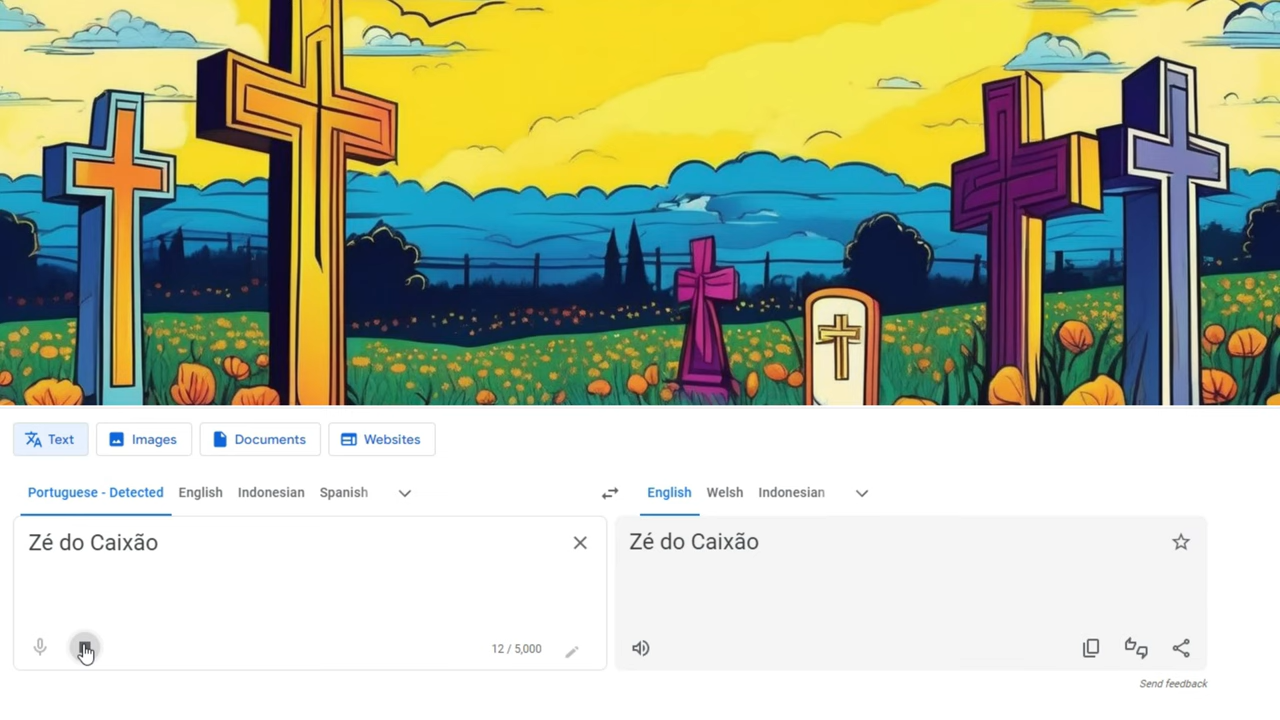 Text Images Documents Websites
Portuguese - Detected English Indonesian Spanish English Welsh Indonesian
Zé do Caixão Zé do Caixão
12 / 5,000
Send feedback